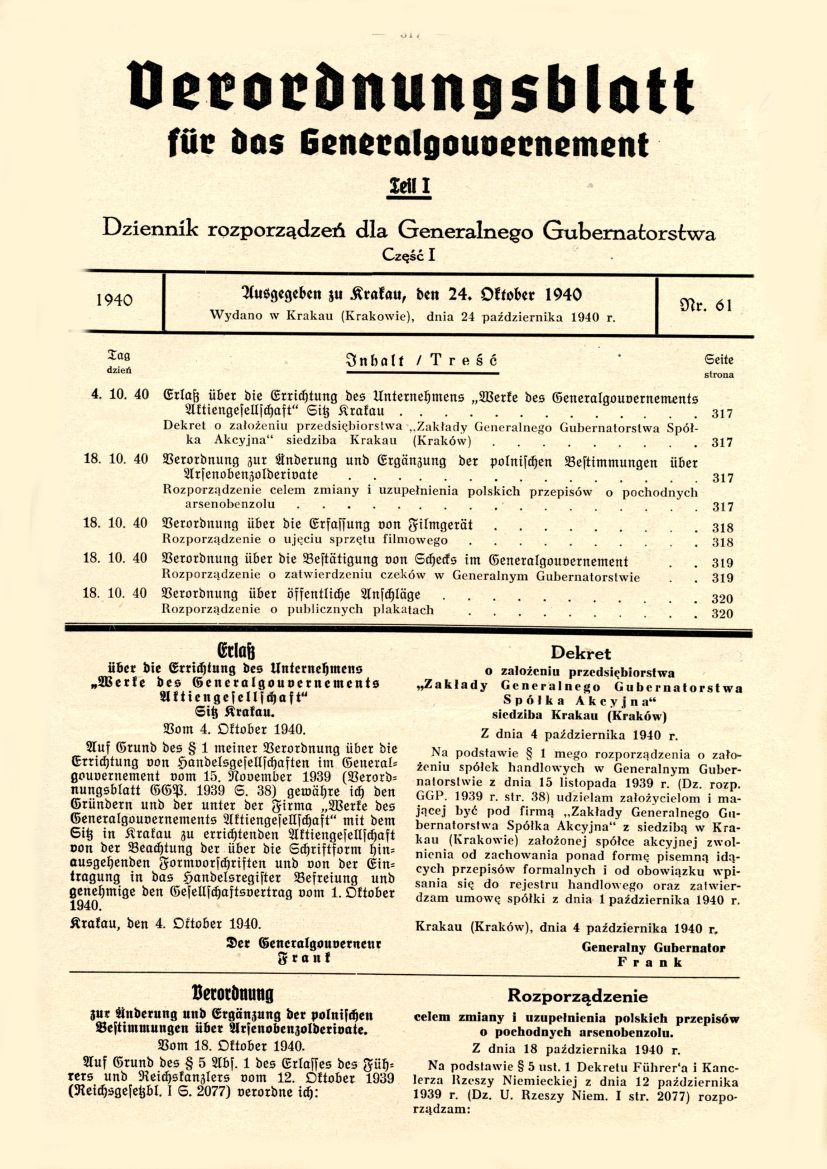 — 317 —
Verordnungsblatt
für das Generalgouvernement
Teil I
Dziennik rozporządzeń dla Generalnego Gubernatorstwa
Część I
1940
Ausgegeben zu Krakau, den 24. Oktober 1940
Wydano w Krakau (Krakowie), dnia 24 października 1940 r.
Nr. 61
Tag
dzień
Inhalt / Treść
Seite
strona
4. 10. 40 Erlaß über die Errichtung des Unternehmens „Werke des Generalgouvernements
Aktiengesellschaft“ Sitz Krakau . . . . . . . . . . . . 317
Dekret o założeniu przedsiębiorstwa „Zakłady Generalnego Gubernatorstwa Spół-
ka Akcyjna“ siedziba Krakau (Kraków) . . . . . . . . . 317
18. 10. 40 Verordnung zur Änderung und Ergänzung der polnischen Bestimmungen über
Arsenobenzolderivate . . . . . . . . . . . . . . 317
Rozporządzenie celem zmiany i uzupełnienia polskich przepisów o pochodnych
arsenobenzolu . . . . . . . . . . . . . . . . 317
18. 10. 40 Verordnung über die Erfassung von Filmgerät . . . . . . . . 318
Rozporządzenie o ujęciu sprzętu filmowego . . . . . . . . . 318
18. 10. 40 Verordnung über die Bestätigung von Schecks im Generalgouvernement . . 319
Rozporządzenie o zatwierdzeniu czeków w Generalnym Gubernatorstwie . . 319
18. 10. 40 Verordnung über öffentliche Anschläge . . . . . . . . . . 320
Rozporządzenie o publicznych plakatach . . . . . . . . . 320
Erlaß
über die Errichtung des Unternehmens
„Werke des Generalgouvernements
Aktiengesellschaft“
Sitz Krakau.
Vom 4. Oktober 1940.
Auf Grund des § 1 meiner Verordnung über die
Errichtung von Handelsgesellschaften im General-
gouvernement vom 15. November 1939 (Verord-
nungsblatt GGP. 1939 S. 38) gewähre ich den
Gründern und der unter der Firma „Werke des
Generalgouvernements Aktiengesellschaft“ mit dem
Sitz in Krakau zu errichtenden Aktiengesellschaft
von der Beachtung der über die Schriftform hin-
ausgehenden Formvorschriften und von der Ein-
tragung in das Handelsregister Befreiung und
genehmige den Gesellschaftsvertrag vom 1. Oktober
1940.
Krakau, den 4. Oktober 1940.
Der Generalgouverneur
Frank
Dekret
o założeniu przedsiębiorstwa
„Zakłady Generalnego Gubernatorstwa
Spółka Akcyjna“
siedziba Krakau (Kraków)
Z dnia 4 października 1940 r.
Na podstawie § 1 mego rozporządzenia o zało-
żeniu spółek handlowych w Generalnym Guber-
natorstwie z dnia 15 listopada 1939 r. (Dz. rozp.
GGP. 1939 r. str. 38) udzielam założycielom i ma-
jącej być pod firmą „Zakłady Generalnego Gu-
bernatorstwa Spółka Akcyjna“ z siedzibą w Kra-
kau (Krakowie) założonej spółce akcyjnej zwol-
nienia od zachowania ponad formę pisemną idą-
cych przepisów formalnych i od obowiązku wpi-
sania się do rejestru handlowego oraz zatwier-
dzam umowę spółki z dnia 1 października 1940 r.
Krakau (Kraków), dnia 4 października 1940 r.
Generalny Gubernator
Frank
Verordnung
zur Änderung und Ergänzung der polnischen
Bestimmungen über Arsenobenzolderivate.
Vom 18. Oktober 1940.
Auf Grund des § 5 Abs. 1 des Erlasses des Füh-
rers und Reichskanzlers vom 12. Oktober 1939
(Reichsgesetzbl. I S. 2077) verordne ich:
Rozporządzenie
celem zmiany i uzupełnienia polskich przepisów
o pochodnych arsenobenzolu.
Z dnia 18 października 1940 r.
Na podstawie § 5 ust. 1 Dekretu Führer'a i Kanc-
lerza Rzeszy Niemieckiej z dnia 12 października
1939 r. (Dz. U. Rzeszy Niem. I str. 2077) rozpo-
rządzam: